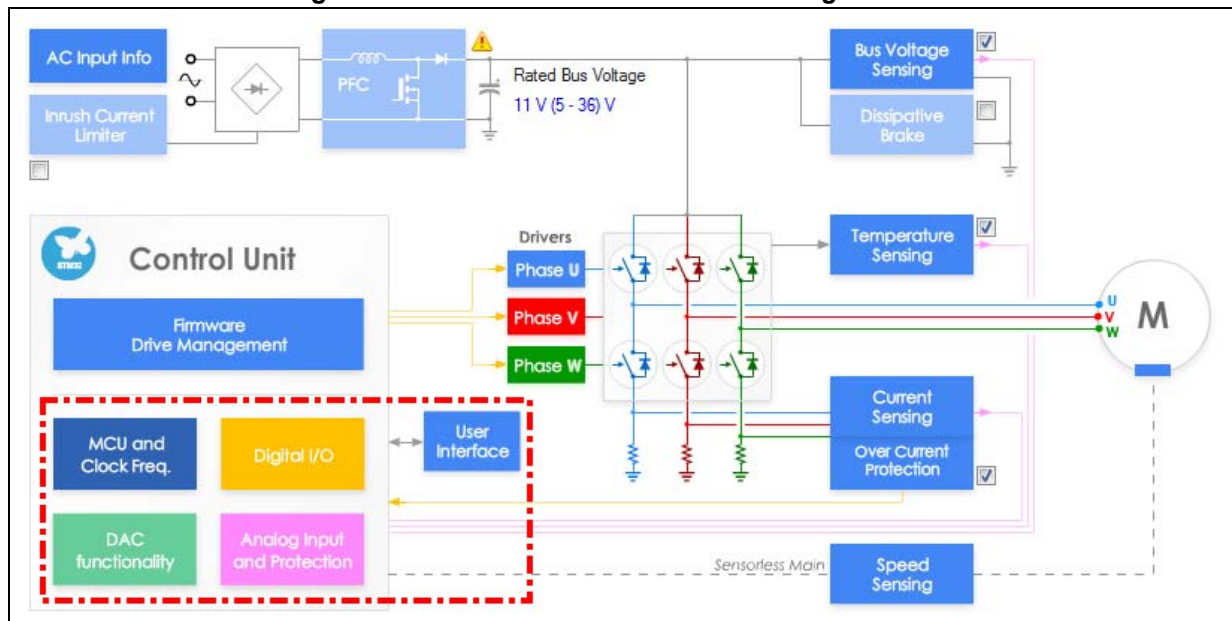 AC Input Info
Inrush Current
Limiter
PFC
Rated Bus Voltage
11 V (5 - 36) V
Bus Voltage
Sensing
Dissipative
Brake
STM32
Control Unit
Firmware
Drive Management
Drivers
Phase U
Phase V
Phase W
Temperature
Sensing
U
V
W
M
MCU and
Clock Freq.
Digital I/O
User
Interface
Current
Sensing
Over Current
Protection
DAC
functionality
Analog Input
and Protection
Sensorless Main
Speed
Sensing